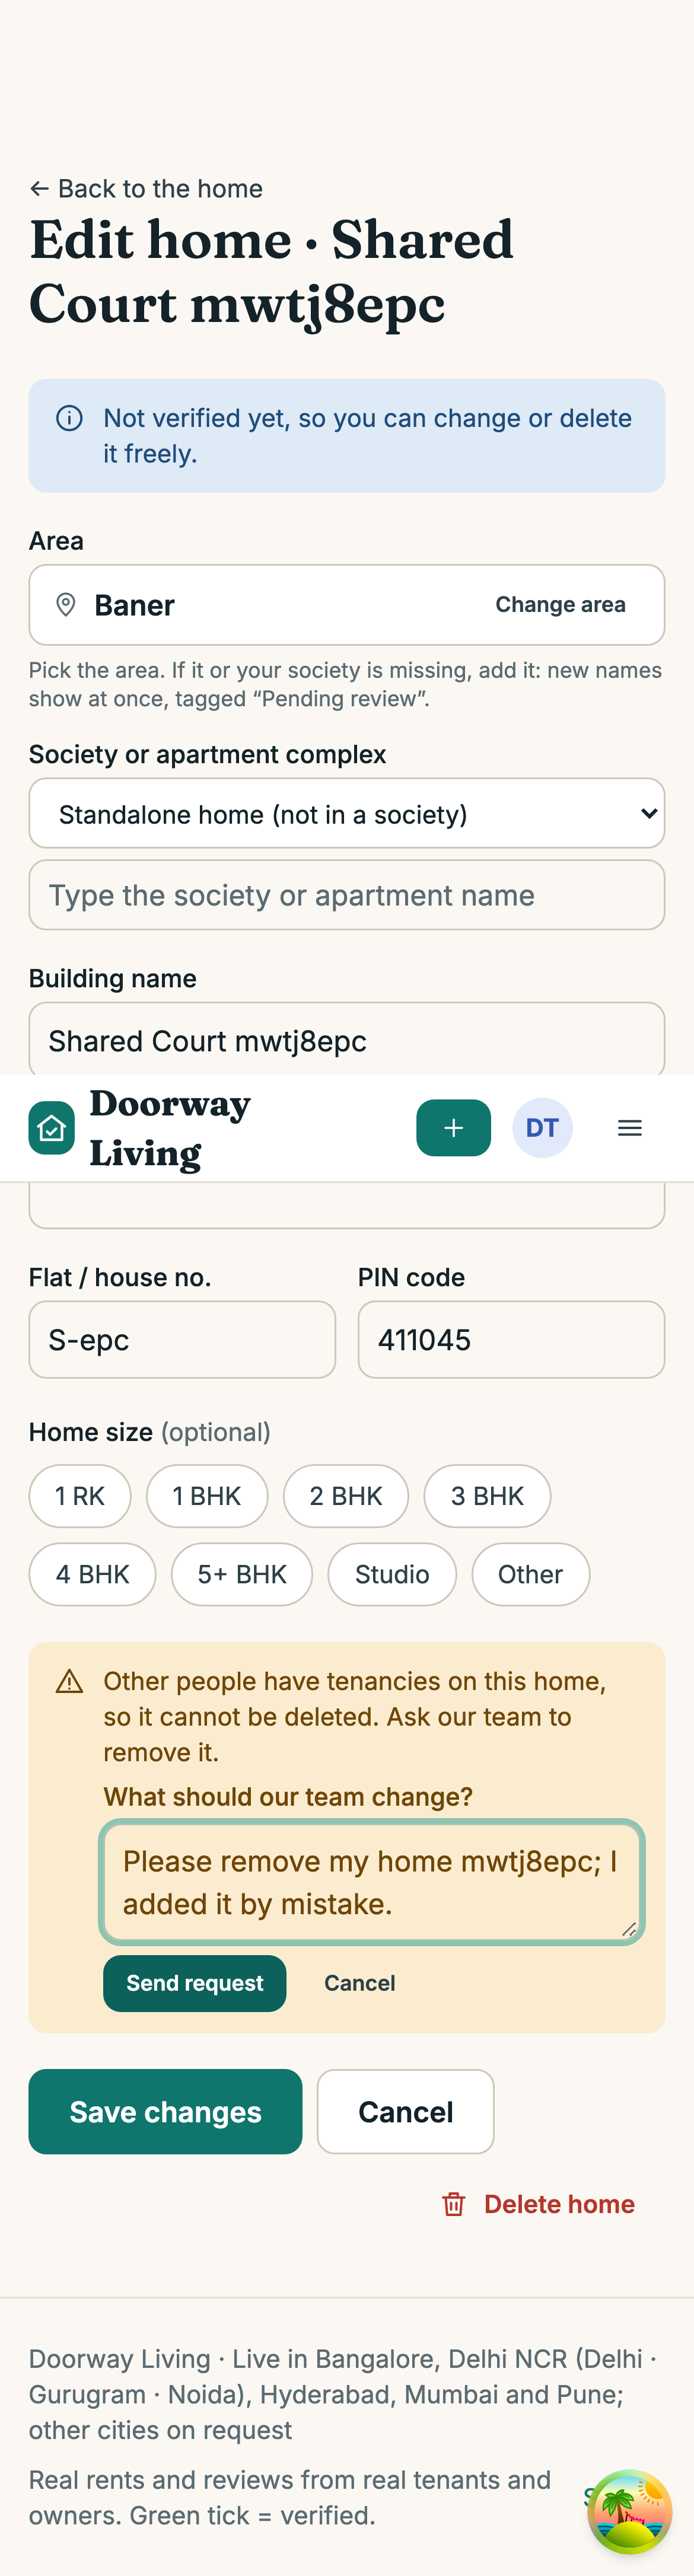 ← Back to the home
Edit home · Shared
Court mwtj8epc
Not verified yet, so you can change or delete
it freely.
Area
Baner
Change area
Pick the area. If it or your society is missing, add it: new names
show at once, tagged “Pending review”.
Society or apartment complex
Standalone home (not in a society)
Type the society or apartment name
Building name
Shared Court mwtj8epc
Doorway
Living
+
DT
Flat / house no.
PIN code
S-epc
411045
Home size (optional)
1 RK
1 BHK
2 BHK
3 BHK
4 BHK
5+ BHK
Studio
Other
Other people have tenancies on this home,
so it cannot be deleted. Ask our team to
remove it.
What should our team change?
Please remove my home mwtj8epc; I
added it by mistake.
Send request
Cancel
Save changes
Cancel
Delete home
Doorway Living · Live in Bangalore, Delhi NCR (Delhi ·
Gurugram · Noida), Hyderabad, Mumbai and Pune;
other cities on request
Real rents and reviews from real tenants and
owners. Green tick = verified.